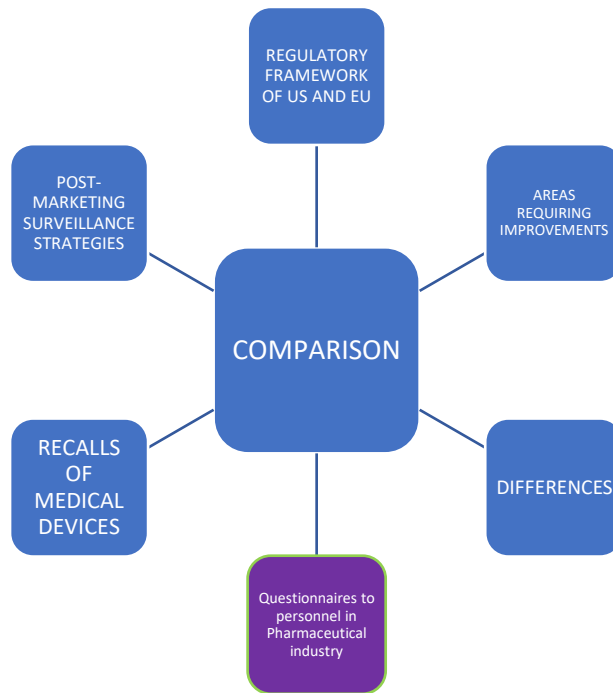 REGULATORY
FRAMEWORK
OF US AND EU
POST-
MARKETING
SURVEILLANCE
STRATEGIES
AREAS
REQUIRING
IMPROVEMENTS
COMPARISON
RECALLS
OF
MEDICAL
DEVICES
DIFFERENCES
Questionnaires to
personnel in
Pharmaceutical
industry